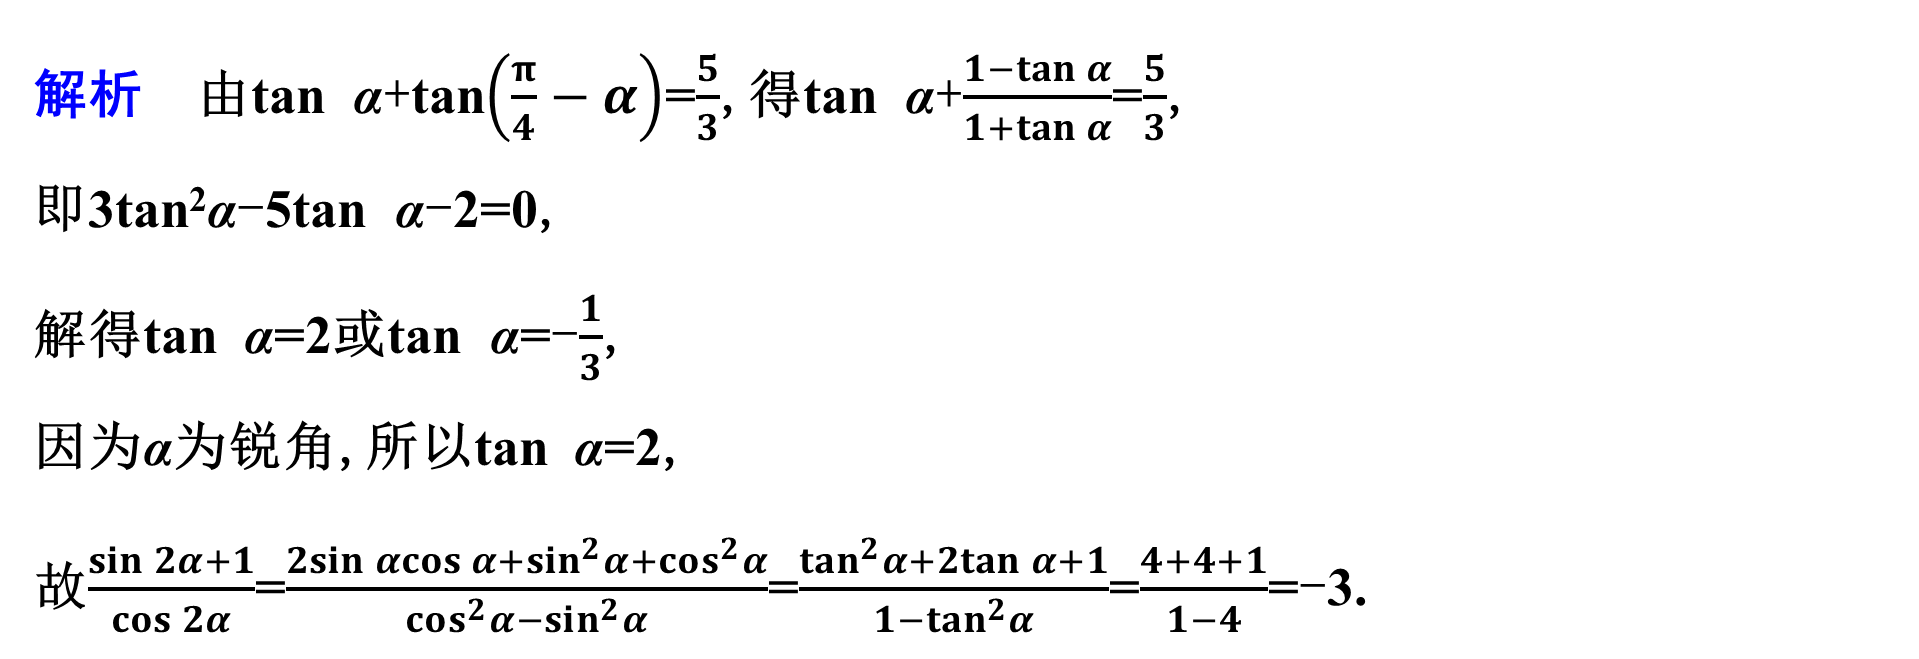 解析 由tan α+tan(π/4 − α)=5/3, 得tan α+(1−tan α)/(1+tan α)=5/3,
即3tan²α−5tan α−2=0,
解得tan α=2或tan α=−1/3,
因为α为锐角, 所以tan α=2,
故(sin 2α+1)/(cos 2α)=(2sin αcos α+sin²α+cos²α)/(cos²α−sin²α)=(tan²α+2tan α+1)/(1−tan²α)=(4+4+1)/(1−4)=−3.